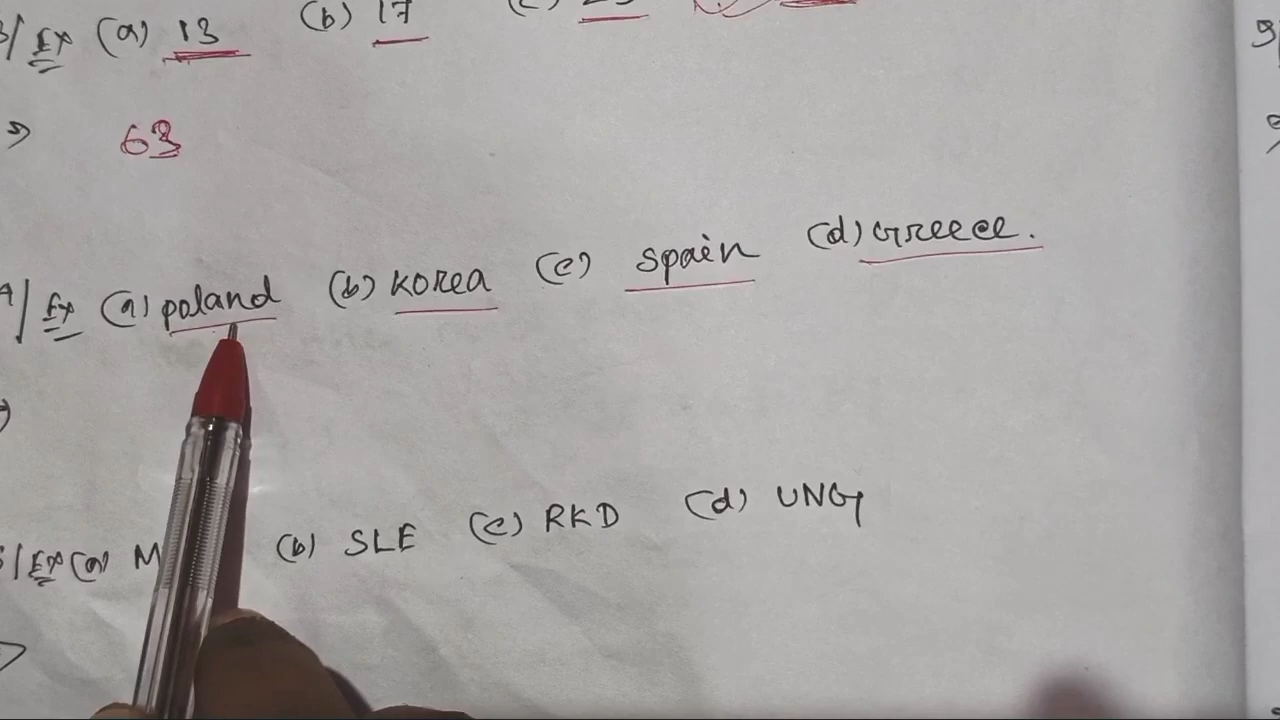 3/ Ex (a) 13 (b) 17
63
4/ Ex (a) poland (b) korea (c) spain (d) Greece.
5/ Ex (a) M (b) SLE (c) RKD (d) UNG